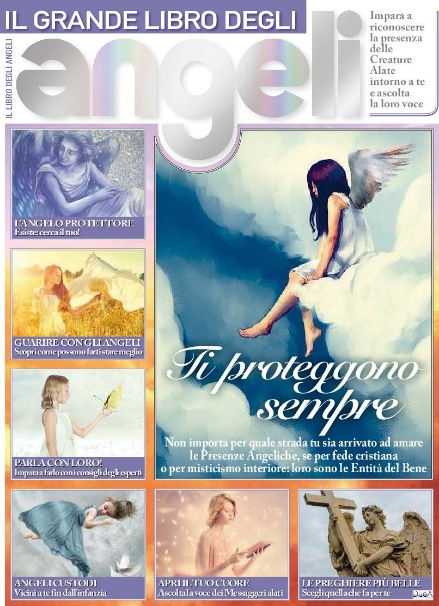 IL GRANDE LIBRO DEGLI
angeli
IL LIBRO DEGLI ANGELI
Impara a
riconoscere
la presenza
delle
Creature
Alate
intorno a te
e ascolta
la loro voce
L'ANGELO PROTETTORE
Esiste: cerca il tuo!
GUARIRE CON GLI ANGELI
Scopri come possono farti stare meglio
PARLA CON LORO!
Impara a farlo con i consigli degli esperti
Ti proteggono
sempre
Non importa per quale strada tu sia arrivato ad amare
le Presenze Angeliche, se per fede cristiana
o per misticismo interiore: loro sono le Entità del Bene
ANGELI CUSTODI
Vicini a te fin dall'infanzia
APRI IL TUO CUORE
Ascolta la voce dei Messaggeri alati
LE PREGHIERE PIÙ BELLE
Scegli quella che fa per te